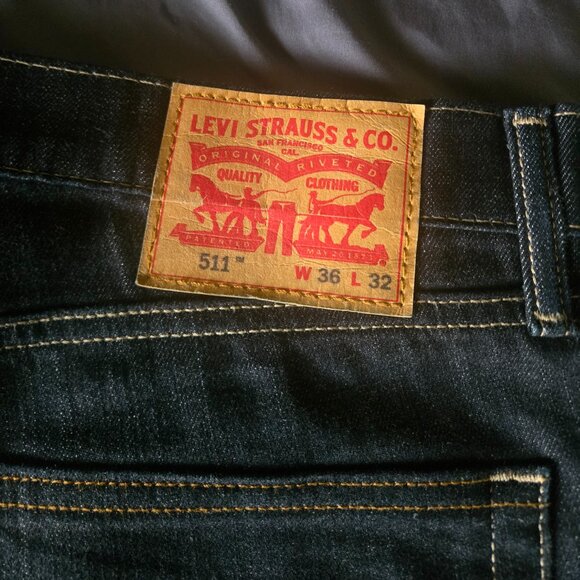 LEVI STRAUSS & CO.
SAN FRANCISCO
CAL.
ORIGINAL RIVETED
QUALITY CLOTHING
PATENTED MAY 20 1873
511™ W 36 L 32